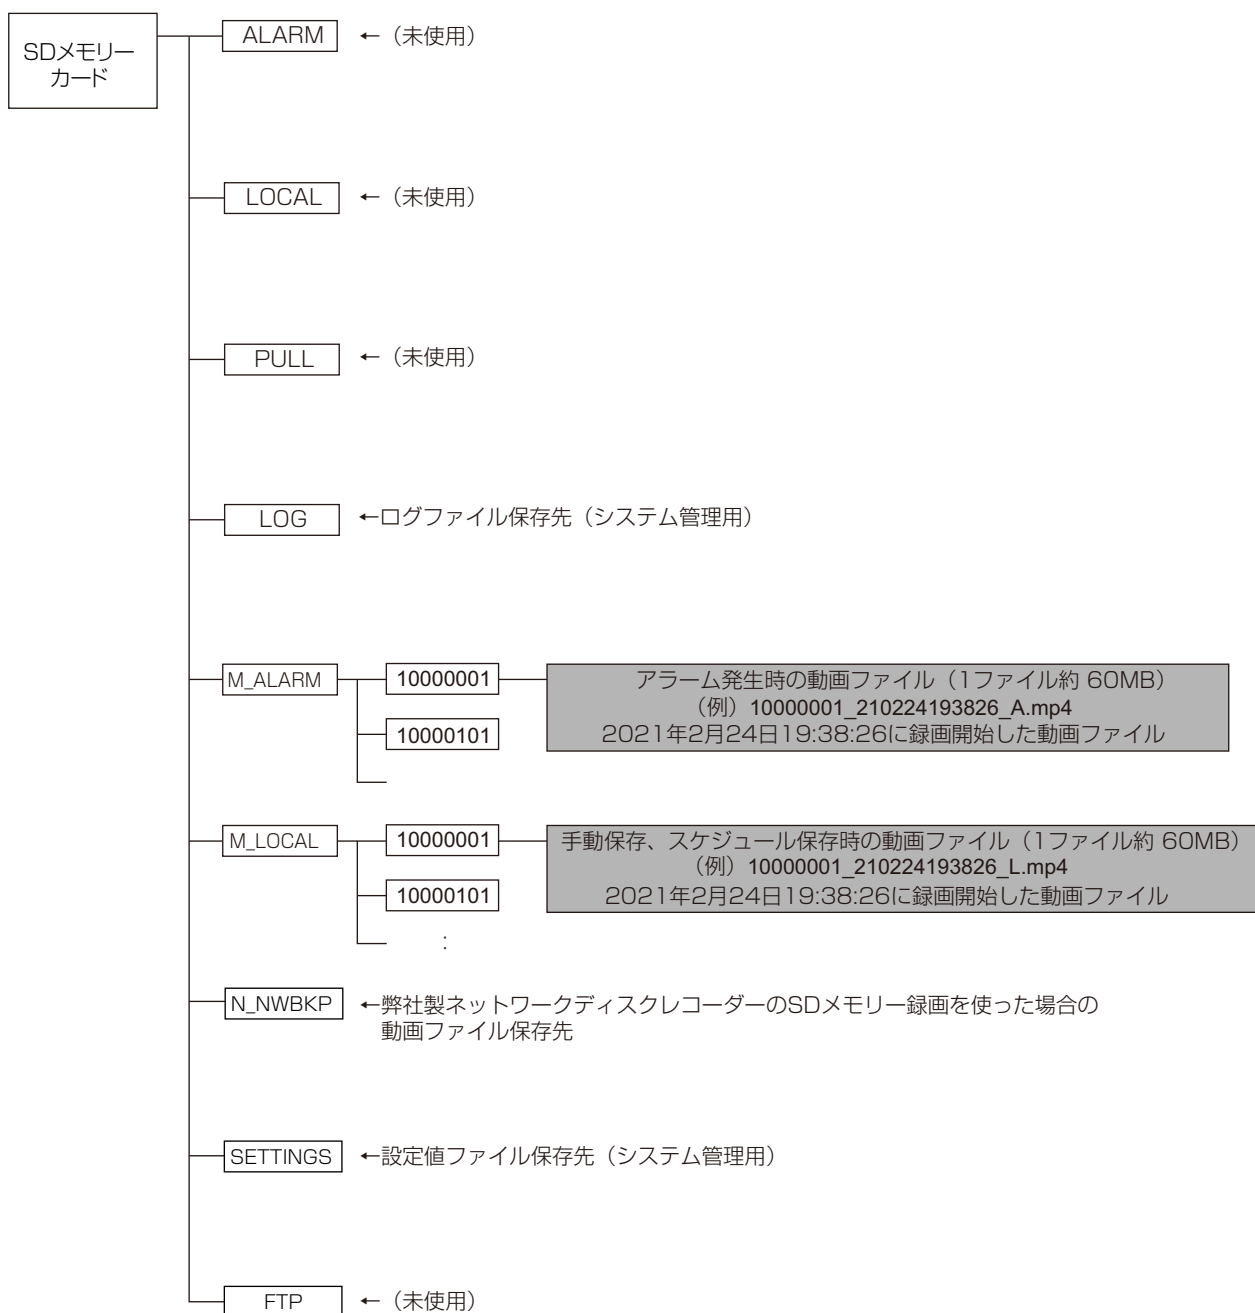 SDメモリー
カード
ALARM ←（未使用）
LOCAL ←（未使用）
PULL ←（未使用）
LOG ←ログファイル保存先（システム管理用）
M_ALARM 10000001 アラーム発生時の動画ファイル（1ファイル約 60MB）
（例）10000001_210224193826_A.mp4
10000101 2021年2月24日19:38:26に録画開始した動画ファイル
M_LOCAL 10000001 手動保存、スケジュール保存時の動画ファイル（1ファイル約 60MB）
（例）10000001_210224193826_L.mp4
10000101 2021年2月24日19:38:26に録画開始した動画ファイル
：
N_NWBKP ←弊社製ネットワークディスクレコーダーのSDメモリー録画を使った場合の
動画ファイル保存先
SETTINGS ←設定値ファイル保存先（システム管理用）
FTP ←（未使用）